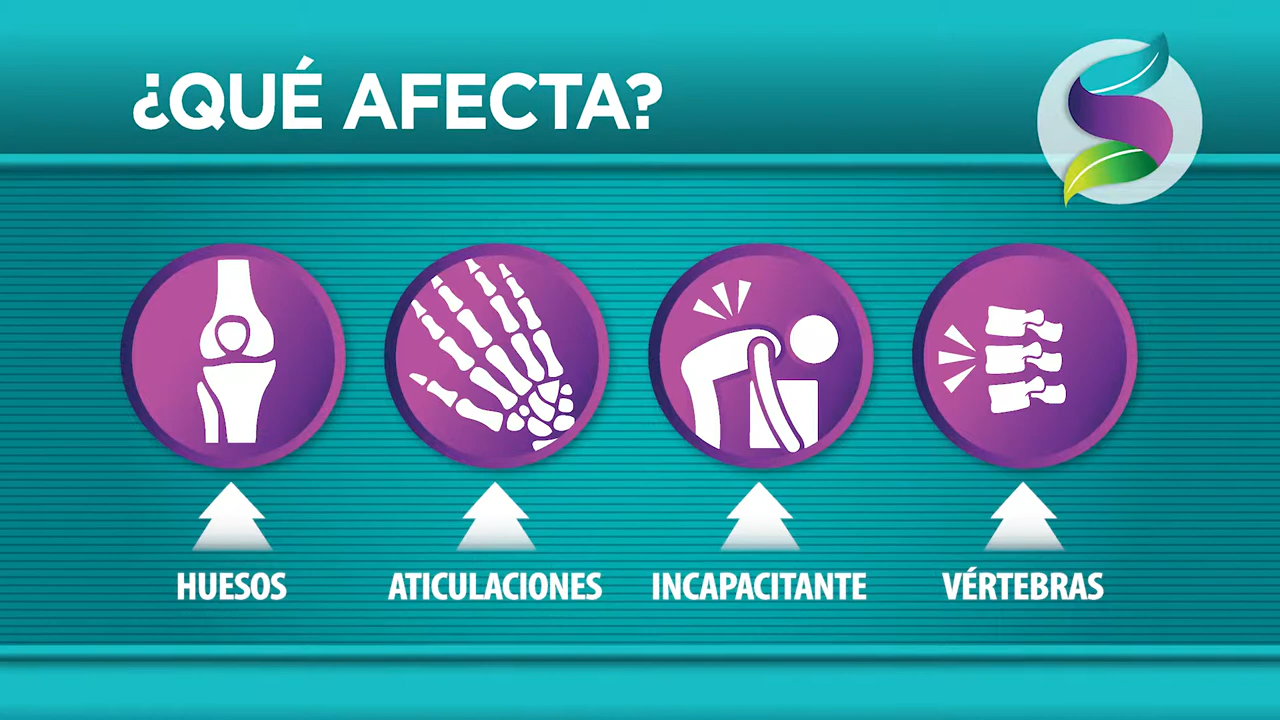 ¿QUÉ AFECTA?
HUESOS
ATICULACIONES
INCAPACITANTE
VÉRTEBRAS